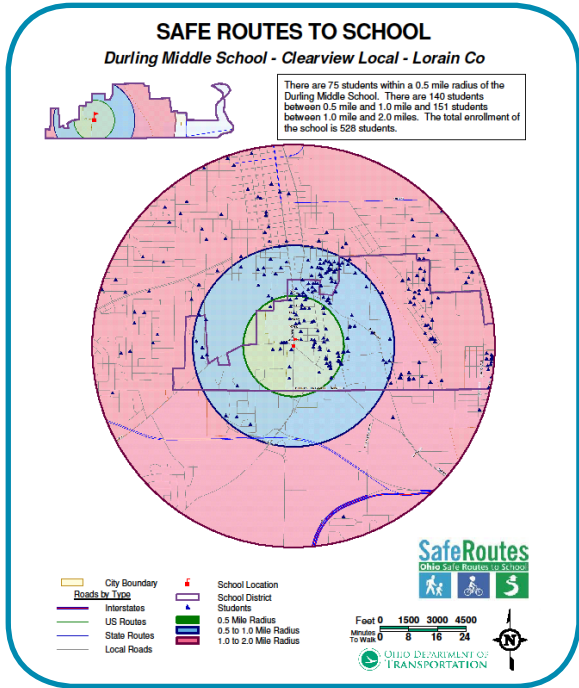 SAFE ROUTES TO SCHOOL
Durling Middle School - Clearview Local - Lorain Co
There are 75 students within a 0.5 mile radius of the
Durling Middle School. There are 140 students
between 0.5 mile and 1.0 mile and 151 students
between 1.0 mile and 2.0 miles. The total enrollment of
the school is 528 students.
City Boundary
Roads by Type
Interstates
US Routes
State Routes
Local Roads
School Location
School District
Students
0.5 Mile Radius
0.5 to 1.0 Mile Radius
1.0 to 2.0 Mile Radius
SafeRoutes
Ohio Safe Routes to School
Feet 0 1500 3000 4500
Minutes To Walk 0 8 16 24
N
OHIO DEPARTMENT OF
TRANSPORTATION